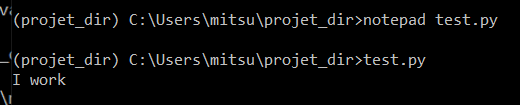 (projet_dir) C:\Users\mitsu\projet_dir>notepad test.py
(projet_dir) C:\Users\mitsu\projet_dir>test.py
I work